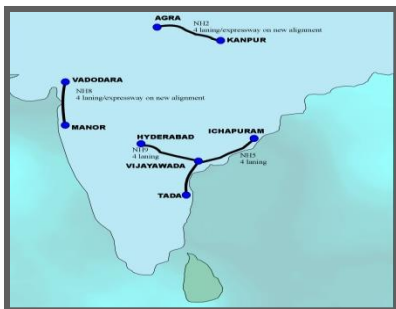 AGRA
NH2
4 laning/expressway on new alignment
KANPUR
VADODARA
NH8
4 laning/expressway on new alignment
MANOR
HYDERABAD
ICHAPURAM
NH9
4 laning
NH5
4 laning
VIJAYAWADA
TADA